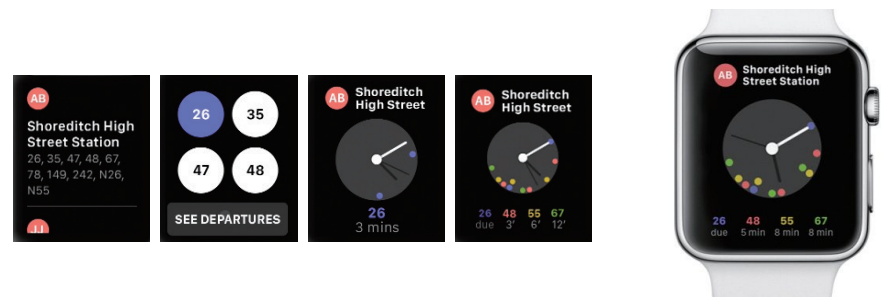 AB
Shoreditch High
Street Station
26, 35, 47, 48, 67,
78, 149, 242, N26,
N55
JJ
26 35
47 48
SEE DEPARTURES
AB Shoreditch
High Street
26
3 mins
AB Shoreditch
High Street
26 48 55 67
due 3' 6' 12'
AB Shoreditch High
Street Station
26 48 55 67
due 5 min 8 min 8 min